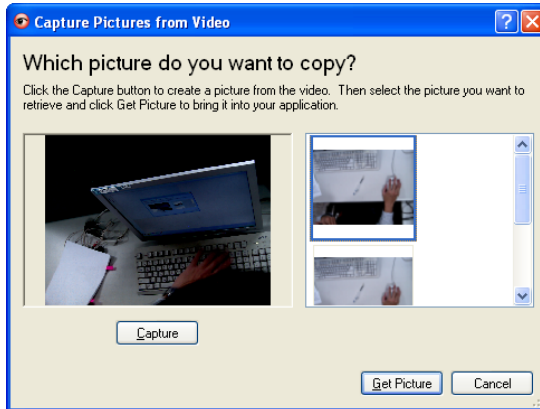 Capture Pictures from Video
Which picture do you want to copy?
Click the Capture button to create a picture from the video. Then select the picture you want to
retrieve and click Get Picture to bring it into your application.
Capture
Get Picture
Cancel